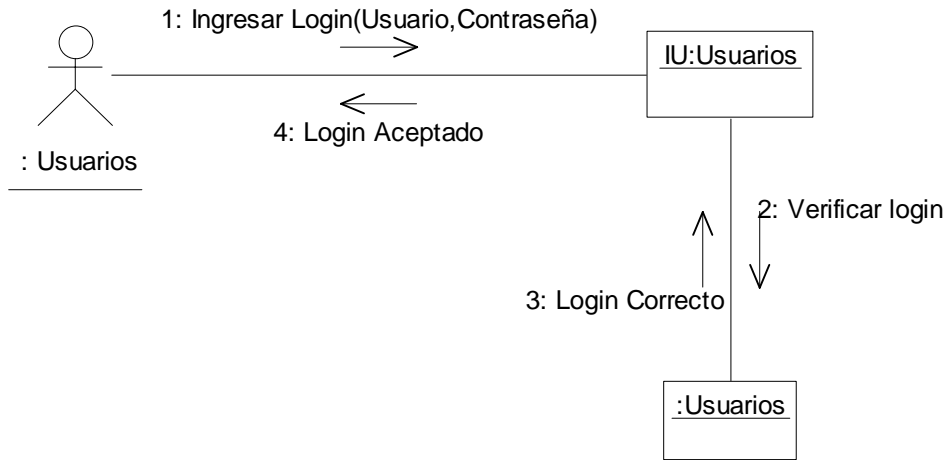 1: Ingresar Login(Usuario,Contraseña)
IU:Usuarios
4: Login Aceptado
: Usuarios
2: Verificar login
3: Login Correcto
:Usuarios